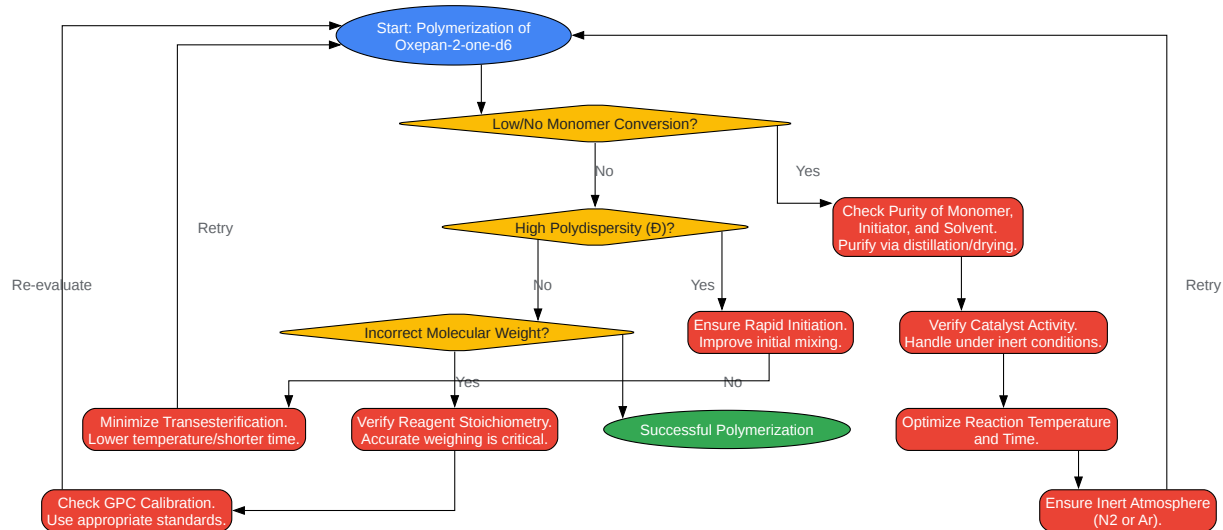 Start: Polymerization of
Oxepan-2-one-d6
Low/No Monomer Conversion?
No
Yes
Check Purity of Monomer,
Initiator, and Solvent.
Purify via distillation/drying.
High Polydispersity (Đ)?
Retry
Re-evaluate
No
Yes
Retry
Ensure Rapid Initiation.
Improve initial mixing.
Verify Catalyst Activity.
Handle under inert conditions.
Incorrect Molecular Weight?
Yes
No
Minimize Transesterification.
Lower temperature/shorter time.
Verify Reagent Stoichiometry.
Accurate weighing is critical.
Successful Polymerization
Optimize Reaction Temperature
and Time.
Check GPC Calibration.
Use appropriate standards.
Ensure Inert Atmosphere
(N2 or Ar).